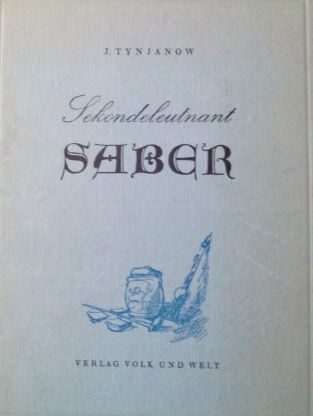 J. TYNJANOW
Sekondeleutnant
SABER
VERLAG VOLK UND WELT